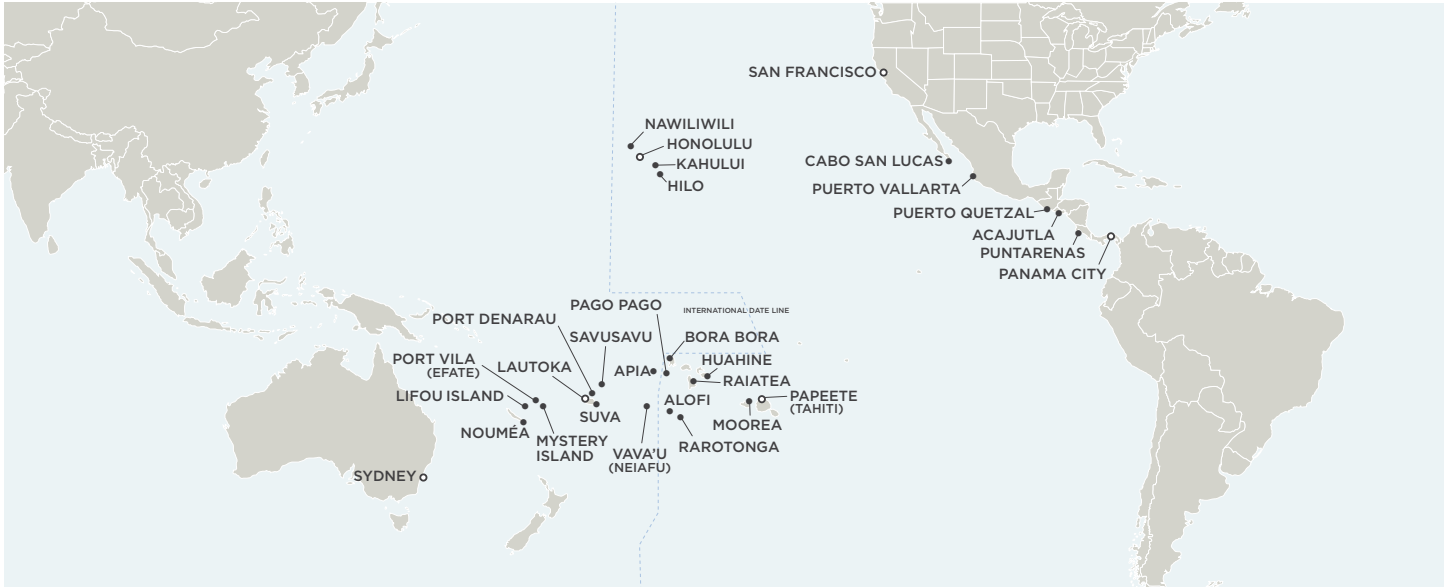 SAN FRANCISCO
NAWILIWILI
HONOLULU
KAHULUI
HILO
CABO SAN LUCAS
PUERTO VALLARTA
PUERTO QUETZAL
ACAJUTLA
PUNTARENAS
PANAMA CITY
PAGO PAGO
INTERNATIONAL DATE LINE
PORT DENARAU
SAVUSAVU
BORA BORA
PORT VILA
(EFATE)
LAUTOKA
APIA
HUAHINE
RAIATEA
LIFOU ISLAND
ALOFI
PAPEETE
(TAHITI)
SUVA
MOOREA
NOUMÉA
MYSTERY
ISLAND
RAROTONGA
VAVA'U
(NEIAFU)
SYDNEY